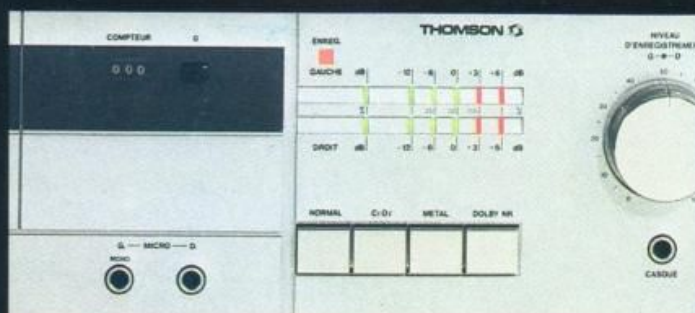 THOMSON
COMPTEUR 0
000
ENREG.
GAUCHE dB -12 -6 0 +3 +6 dB
DROIT dB -12 -6 0 +3 +6 dB
NIVEAU
D'ENREGISTREMENT
G D
NORMAL CrO2 METAL DOLBY NR
G. MICRO D.
MONO
CASQUE